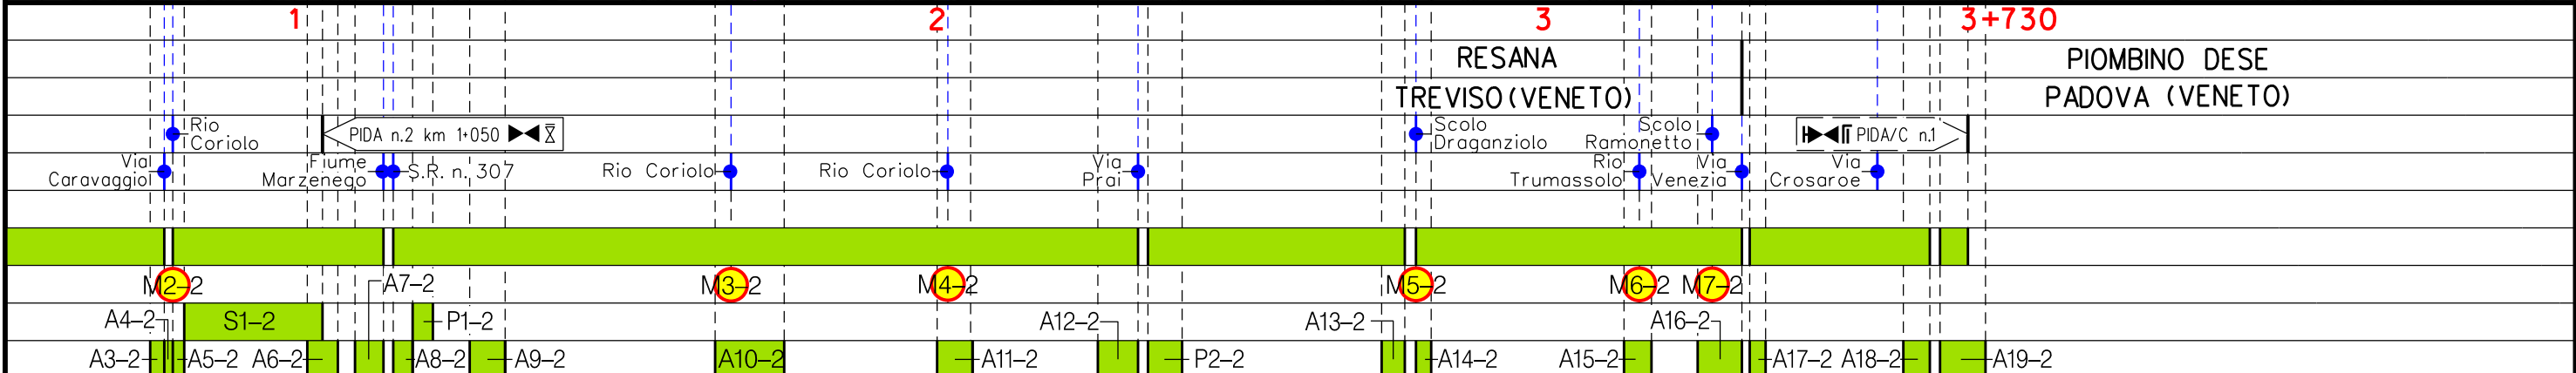 1 2 3 3+730
RESANA PIOMBINO DESE
TREVISO(VENETO) PADOVA (VENETO)
Rio
Coriolo
PIDA n.2 km 1+050
Scolo
Draganziolo
Scolo
Ramonetto
PIDA/C n.1
Via
Caravaggio
Fiume
Marzenego
S.R. n. 307
Rio Coriolo
Rio Coriolo
Via
Prai
Rio
Trumassolo
Via
Venezia
Via
Crosaroe
M2-2 A7-2 M3-2 M4-2 M5-2 M6-2 M7-2
A4-2 S1-2 P1-2 A12-2 A13-2 A16-2
A3-2 A5-2 A6-2 A8-2 A9-2 A10-2 A11-2 P2-2 A14-2 A15-2 A17-2 A18-2 A19-2